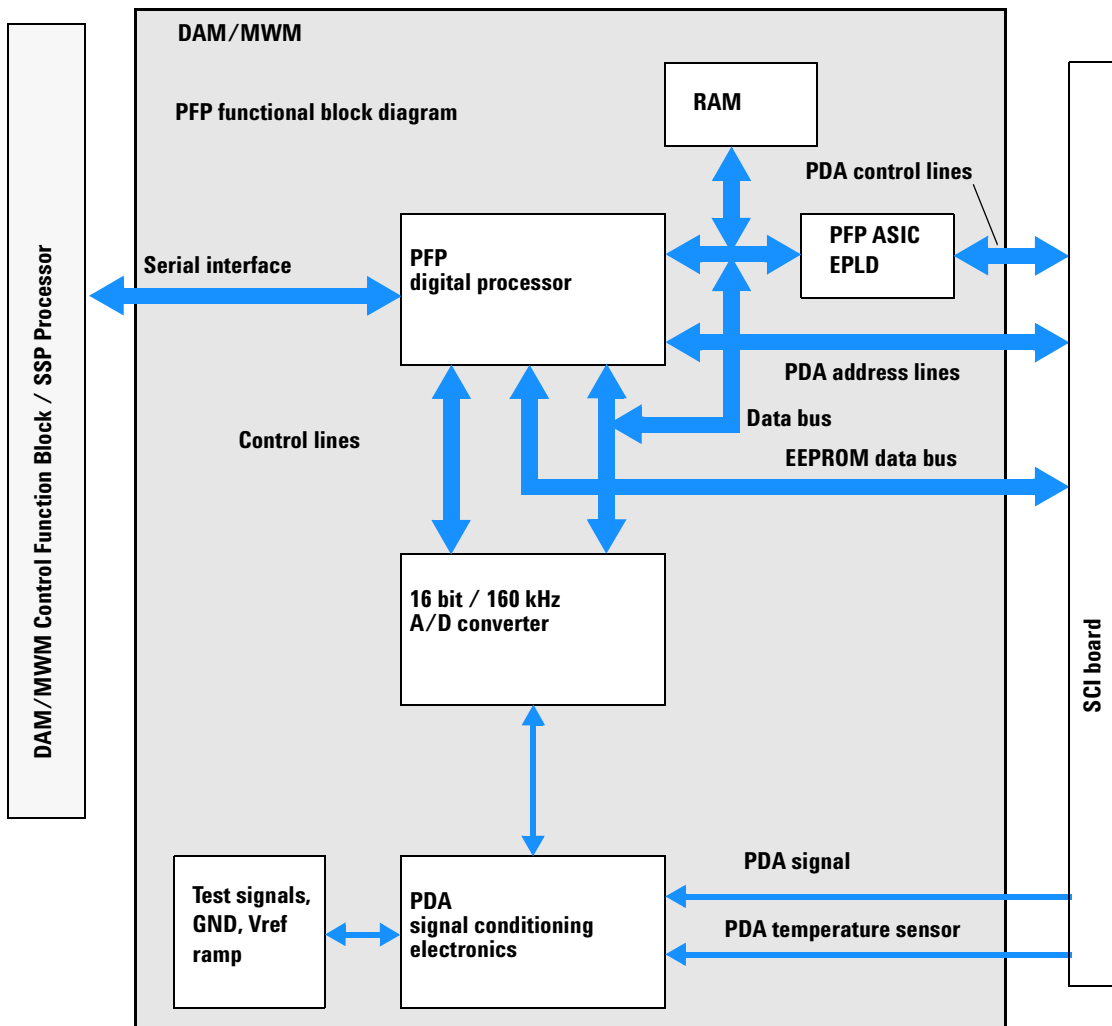 DAM/MWM
PFP functional block diagram
RAM
PDA control lines
PFP
digital processor
PFP ASIC
EPLD
Serial interface
PDA address lines
Data bus
Control lines
EEPROM data bus
16 bit / 160 kHz
A/D converter
PDA signal
Test signals,
GND, Vref
ramp
PDA
signal conditioning
electronics
PDA temperature sensor
DAM/MWM Control Function Block / SSP Processor
SCI board